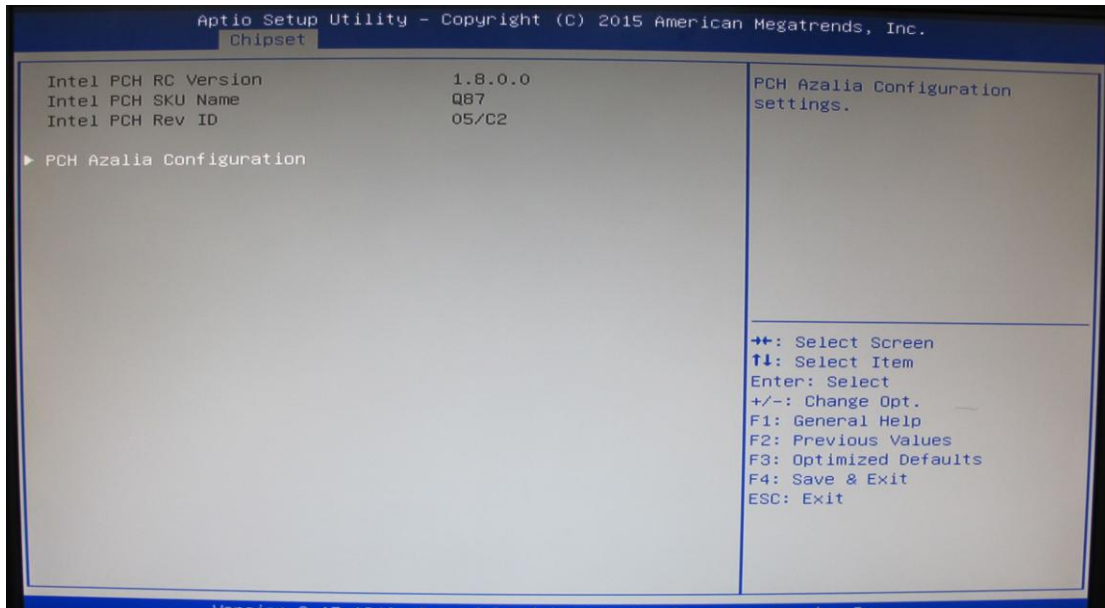 Aptio Setup Utility – Copyright (C) 2015 American Megatrends, Inc.
Chipset
Intel PCH RC Version 1.8.0.0
Intel PCH SKU Name Q87
Intel PCH Rev ID 05/C2
► PCH Azalia Configuration
PCH Azalia Configuration
settings.
→←: Select Screen
↑↓: Select Item
Enter: Select
+/-: Change Opt.
F1: General Help
F2: Previous Values
F3: Optimized Defaults
F4: Save & Exit
ESC: Exit